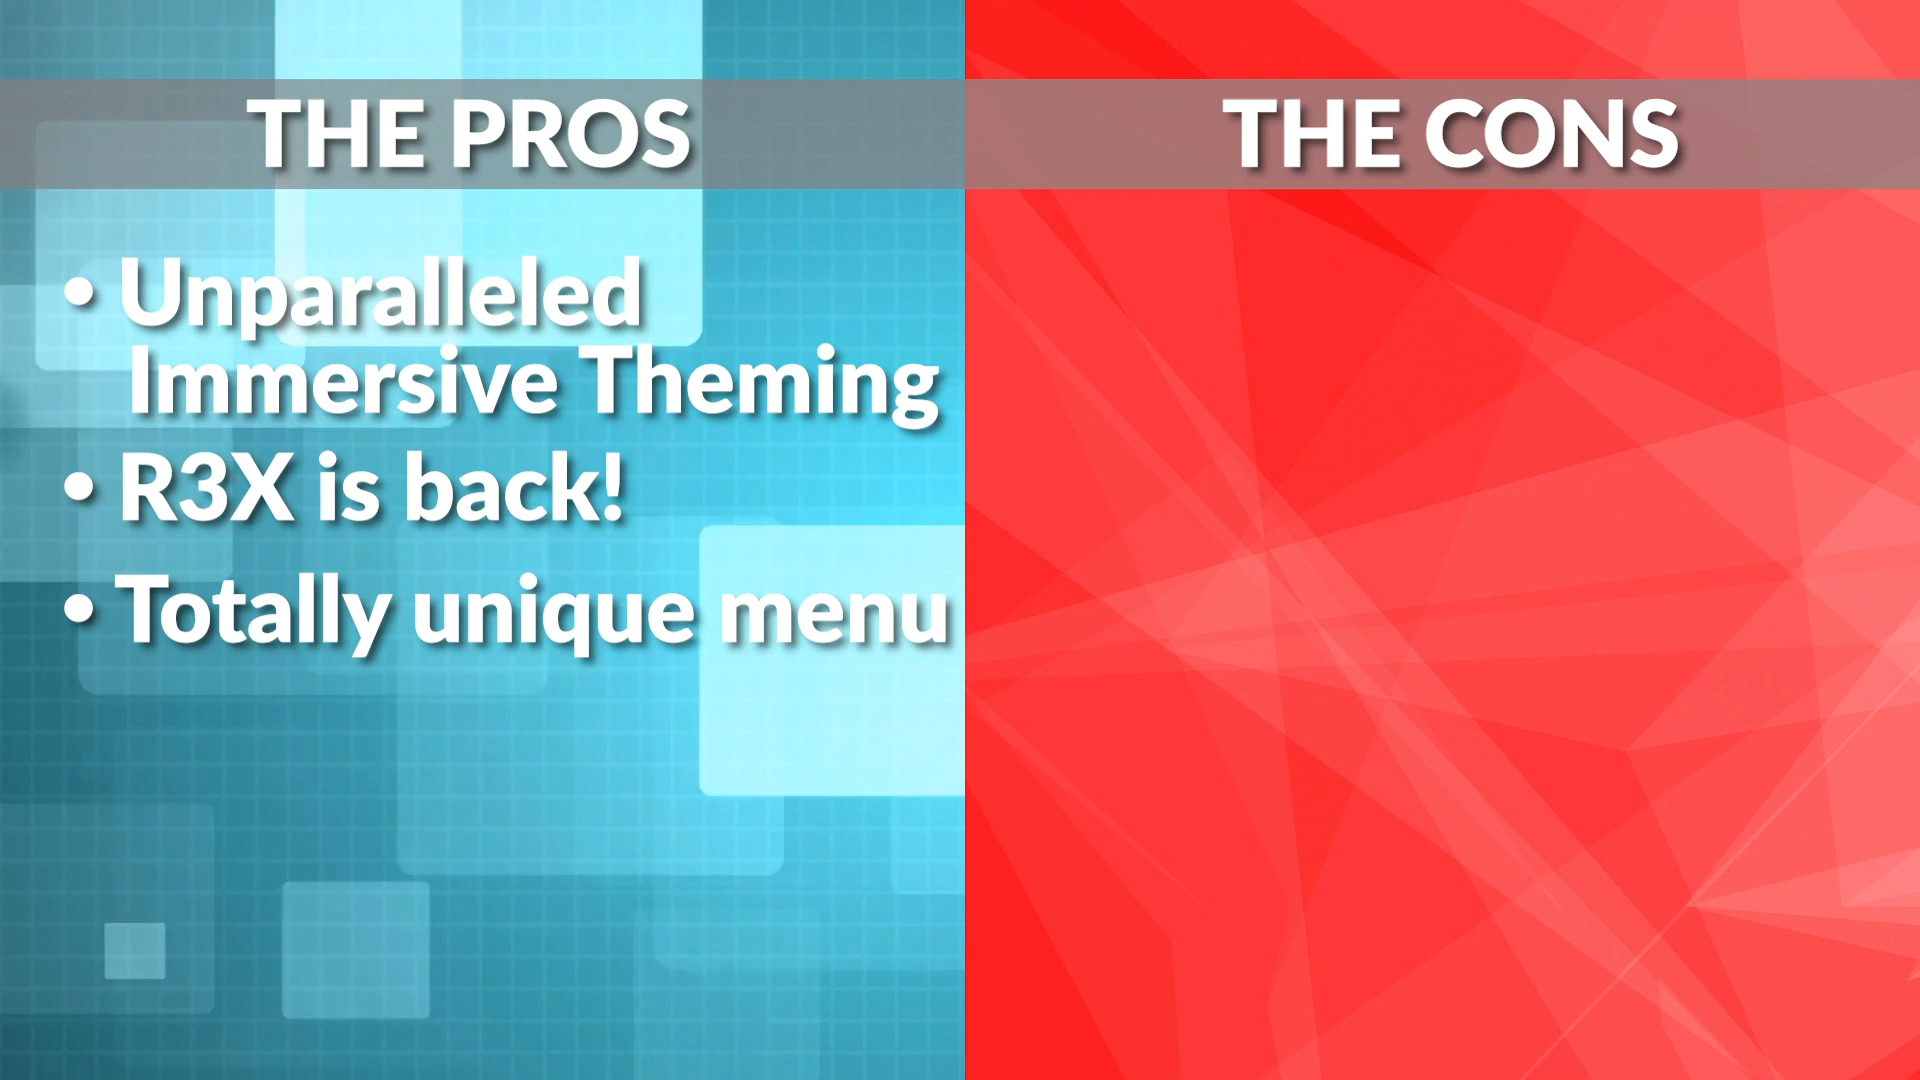 THE PROS
• Unparalleled
Immersive Theming
• R3X is back!
• Totally unique menu
THE CONS